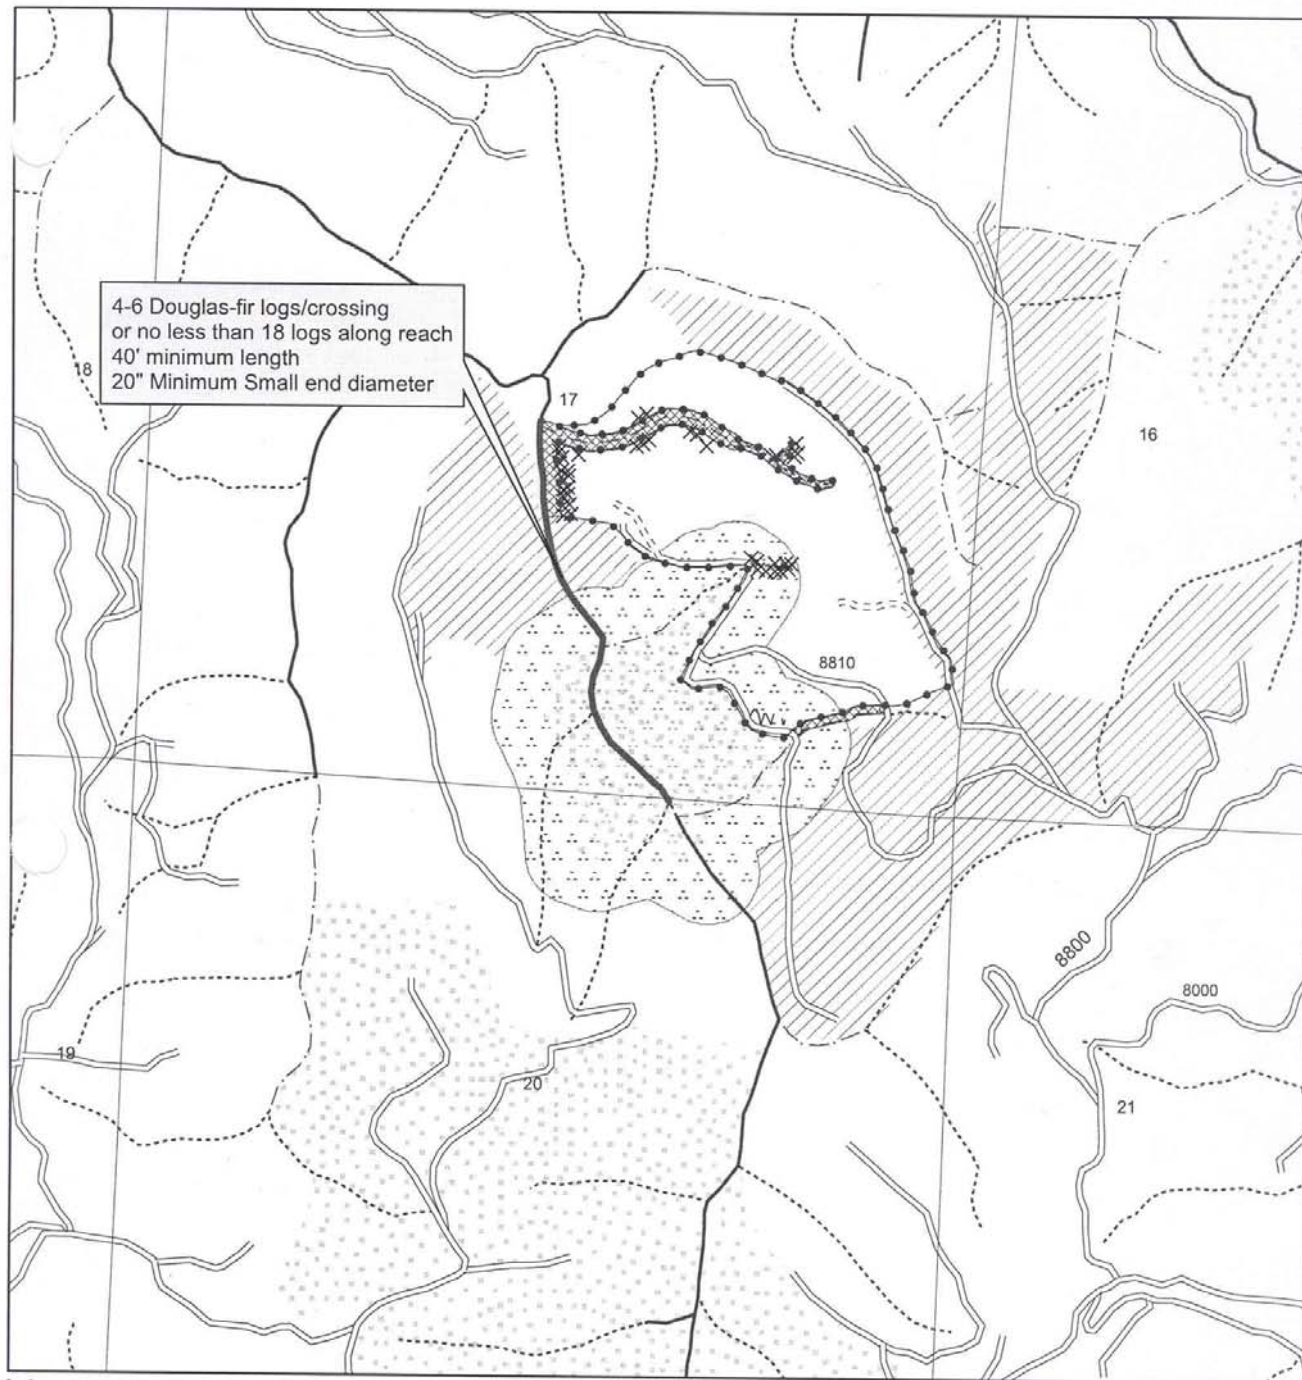 4-6 Douglas-fir logs/crossing
or no less than 18 logs along reach
40' minimum length
20" Minimum Small end diameter
18
17
16
8810
W
8800
8000
19
20
21